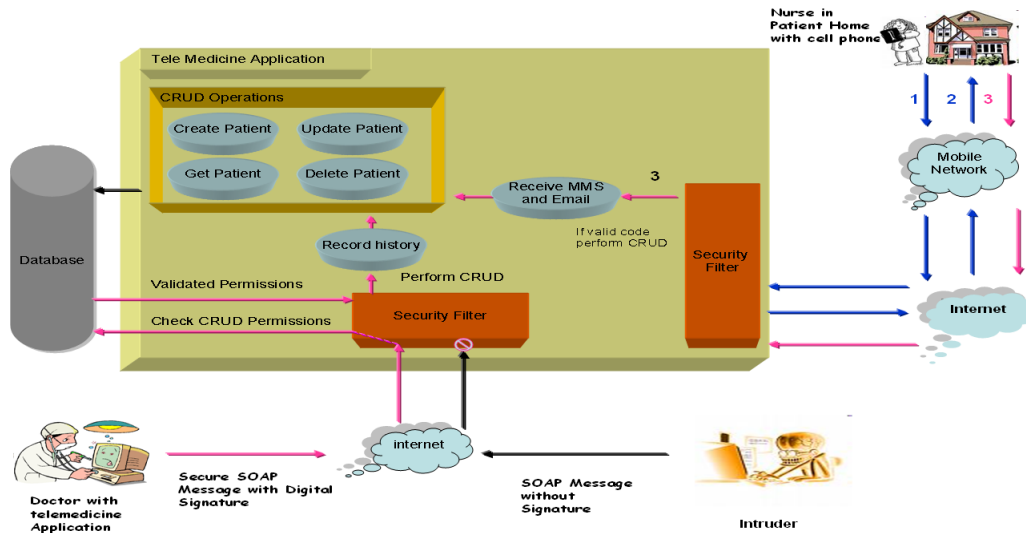 Nurse in
Patient Home
with cell phone
Tele Medicine Application
CRUD Operations
1
2
3
Create Patient
Update Patient
Mobile
Network
Get Patient
Delete Patient
3
Receive MMS
and Email
If valid code
perform CRUD
Record history
Security
Filter
Database
Perform CRUD
Validated Permissions
Internet
Security Filter
Check CRUD Permissions
internet
Secure SOAP
Message with Digital
Signature
SOAP Message
without
Signature
Doctor with
telemedicine
Application
Intruder